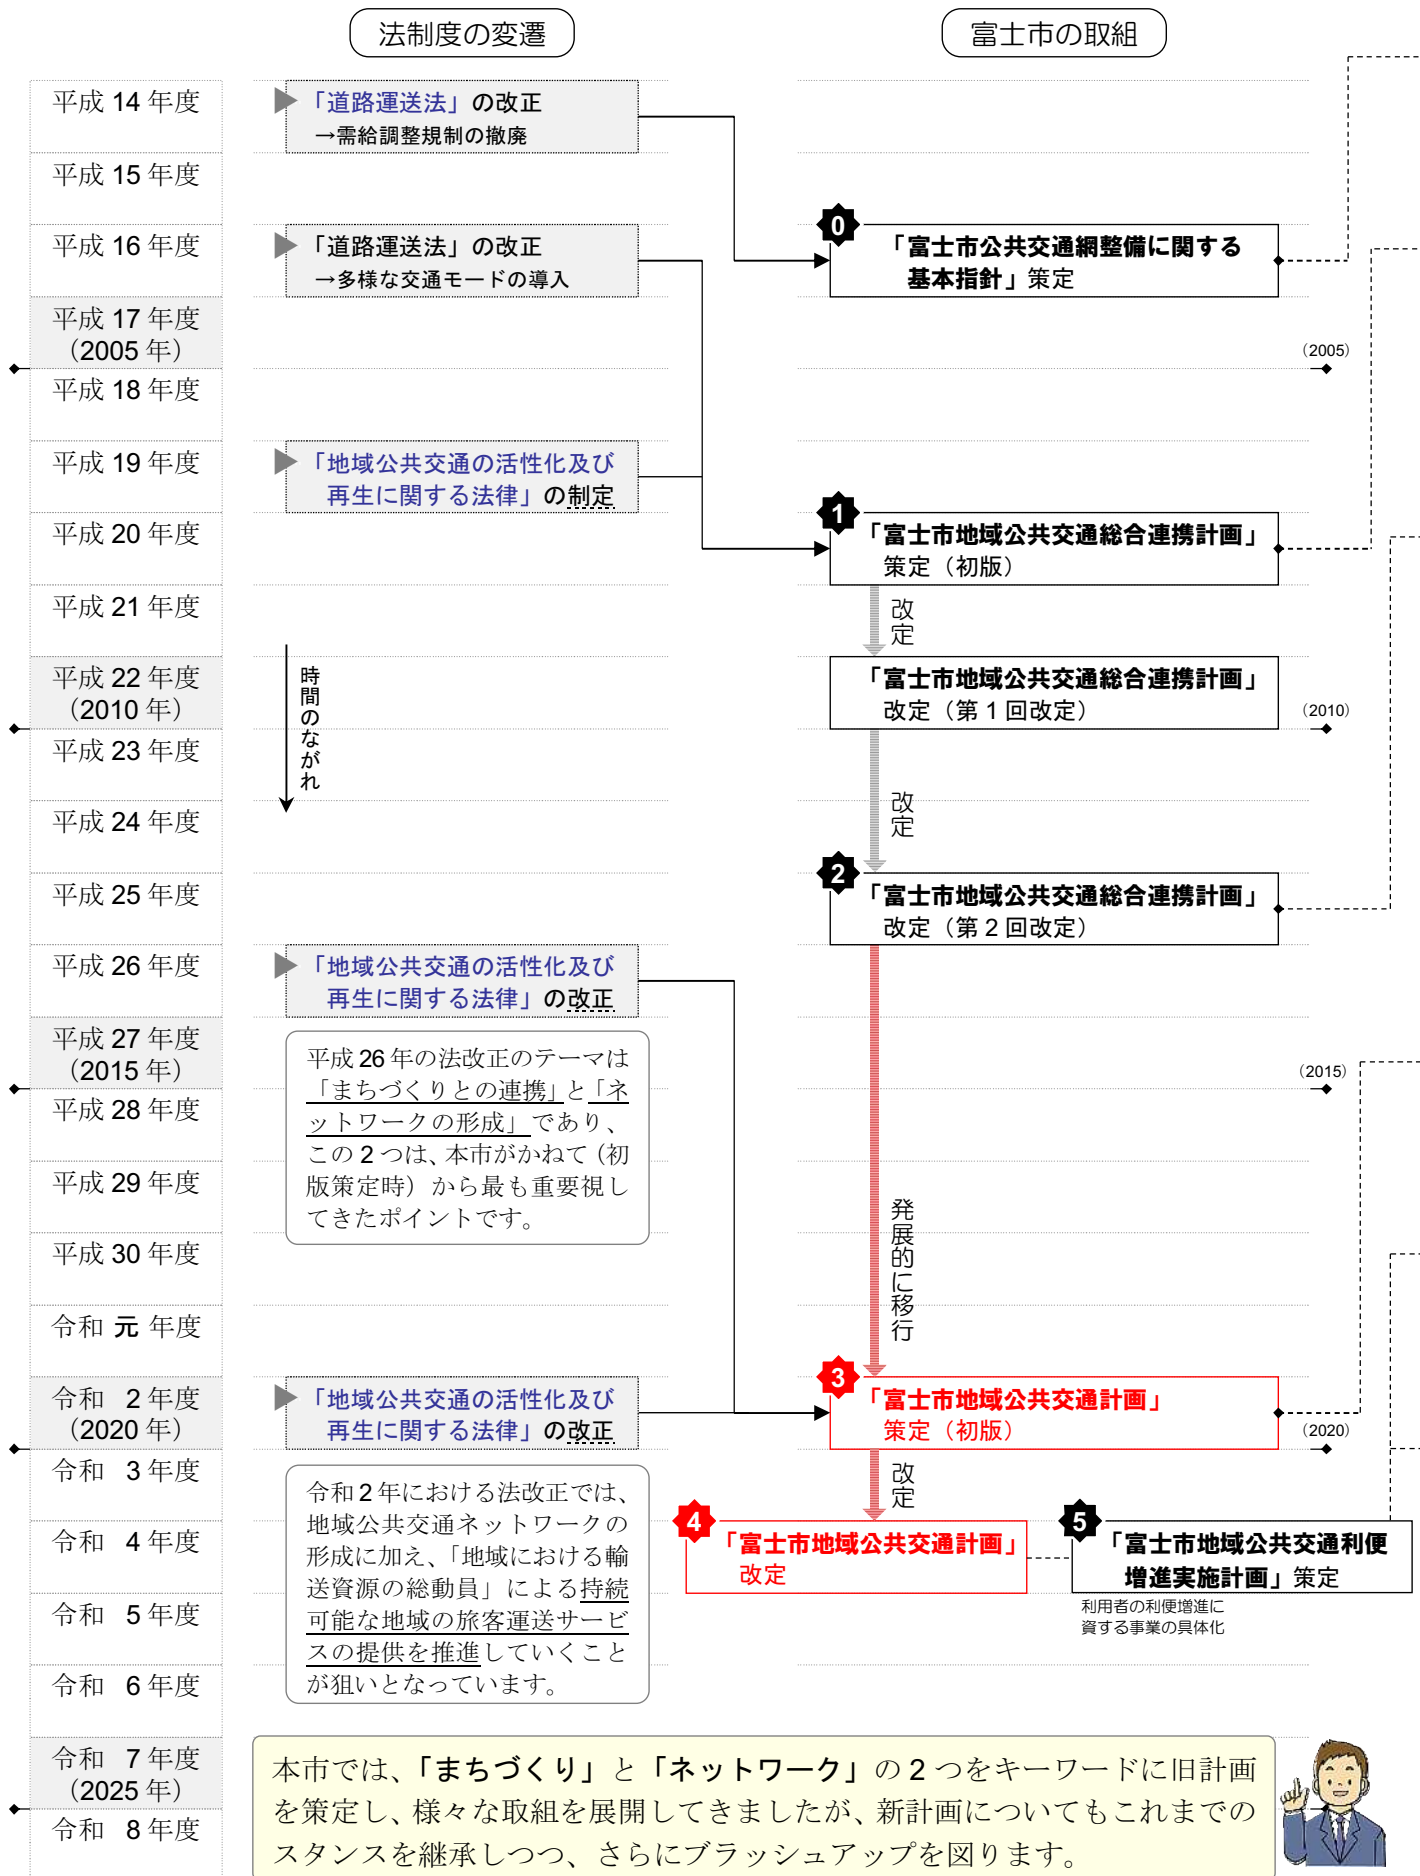 法制度の変遷
富士市の取組
平成 14 年度
「道路運送法」の改正
→需給調整規制の撤廃
平成 15 年度
平成 16 年度
「道路運送法」の改正
→多様な交通モードの導入
0
「富士市公共交通網整備に関する
基本指針」策定
平成 17 年度
（2005 年）
（2005）
平成 18 年度
平成 19 年度
「地域公共交通の活性化及び
再生に関する法律」の制定
平成 20 年度
1
「富士市地域公共交通総合連携計画」
策定（初版）
平成 21 年度
改定
平成 22 年度
（2010 年）
時間のながれ
「富士市地域公共交通総合連携計画」
改定（第 1 回改定）
（2010）
平成 23 年度
平成 24 年度
改定
平成 25 年度
2
「富士市地域公共交通総合連携計画」
改定（第 2 回改定）
平成 26 年度
「地域公共交通の活性化及び
再生に関する法律」の改正
平成 27 年度
（2015 年）
（2015）
平成 28 年度
平成 26 年の法改正のテーマは
「まちづくりとの連携」と「ネ
ットワークの形成」であり、
この 2 つは、本市がかねて（初
版策定時）から最も重要視し
てきたポイントです。
平成 29 年度
平成 30 年度
発展的に移行
令和 元 年度
令和 2 年度
（2020 年）
「地域公共交通の活性化及び
再生に関する法律」の改正
3
「富士市地域公共交通計画」
策定（初版）
（2020）
令和 3 年度
改定
令和 2 年における法改正では、
地域公共交通ネットワークの
形成に加え、「地域における輸
送資源の総動員」による持続
可能な地域の旅客運送サービ
スの提供を推進していくこと
が狙いとなっています。
令和 4 年度
4
「富士市地域公共交通計画」
改定
5
「富士市地域公共交通利便
増進実施計画」策定
利用者の利便増進に
資する事業の具体化
令和 5 年度
令和 6 年度
令和 7 年度
（2025 年）
令和 8 年度
本市では、「まちづくり」と「ネットワーク」の 2 つをキーワードに旧計画
を策定し、様々な取組を展開してきましたが、新計画についてもこれまでの
スタンスを継承しつつ、さらにブラッシュアップを図ります。